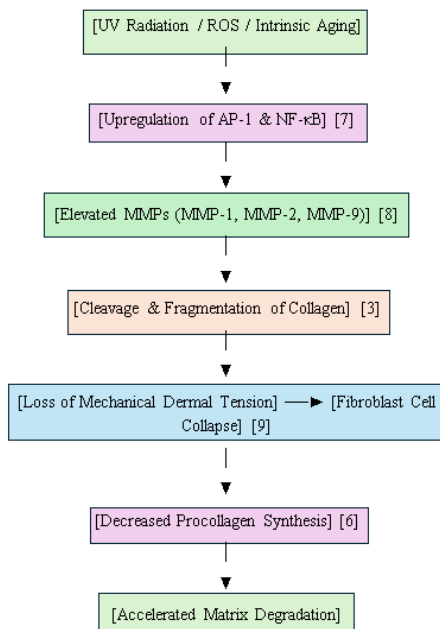 [UV Radiation / ROS / Intrinsic Aging]
[Upregulation of AP-1 & NF-κB] [7]
[Elevated MMPs (MMP-1, MMP-2, MMP-9)] [8]
[Cleavage & Fragmentation of Collagen] [3]
[Loss of Mechanical Dermal Tension] ──► [Fibroblast Cell
Collapse] [9]
[Decreased Procollagen Synthesis] [6]
[Accelerated Matrix Degradation]